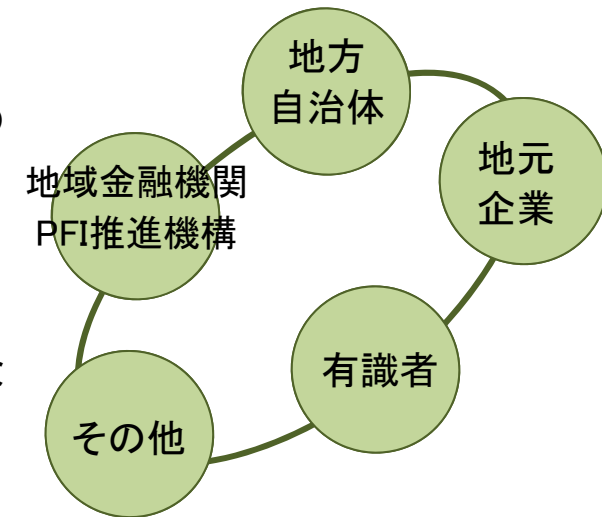 地方
自治体
地元
企業
地域金融機関
PFI推進機構
有識者
その他